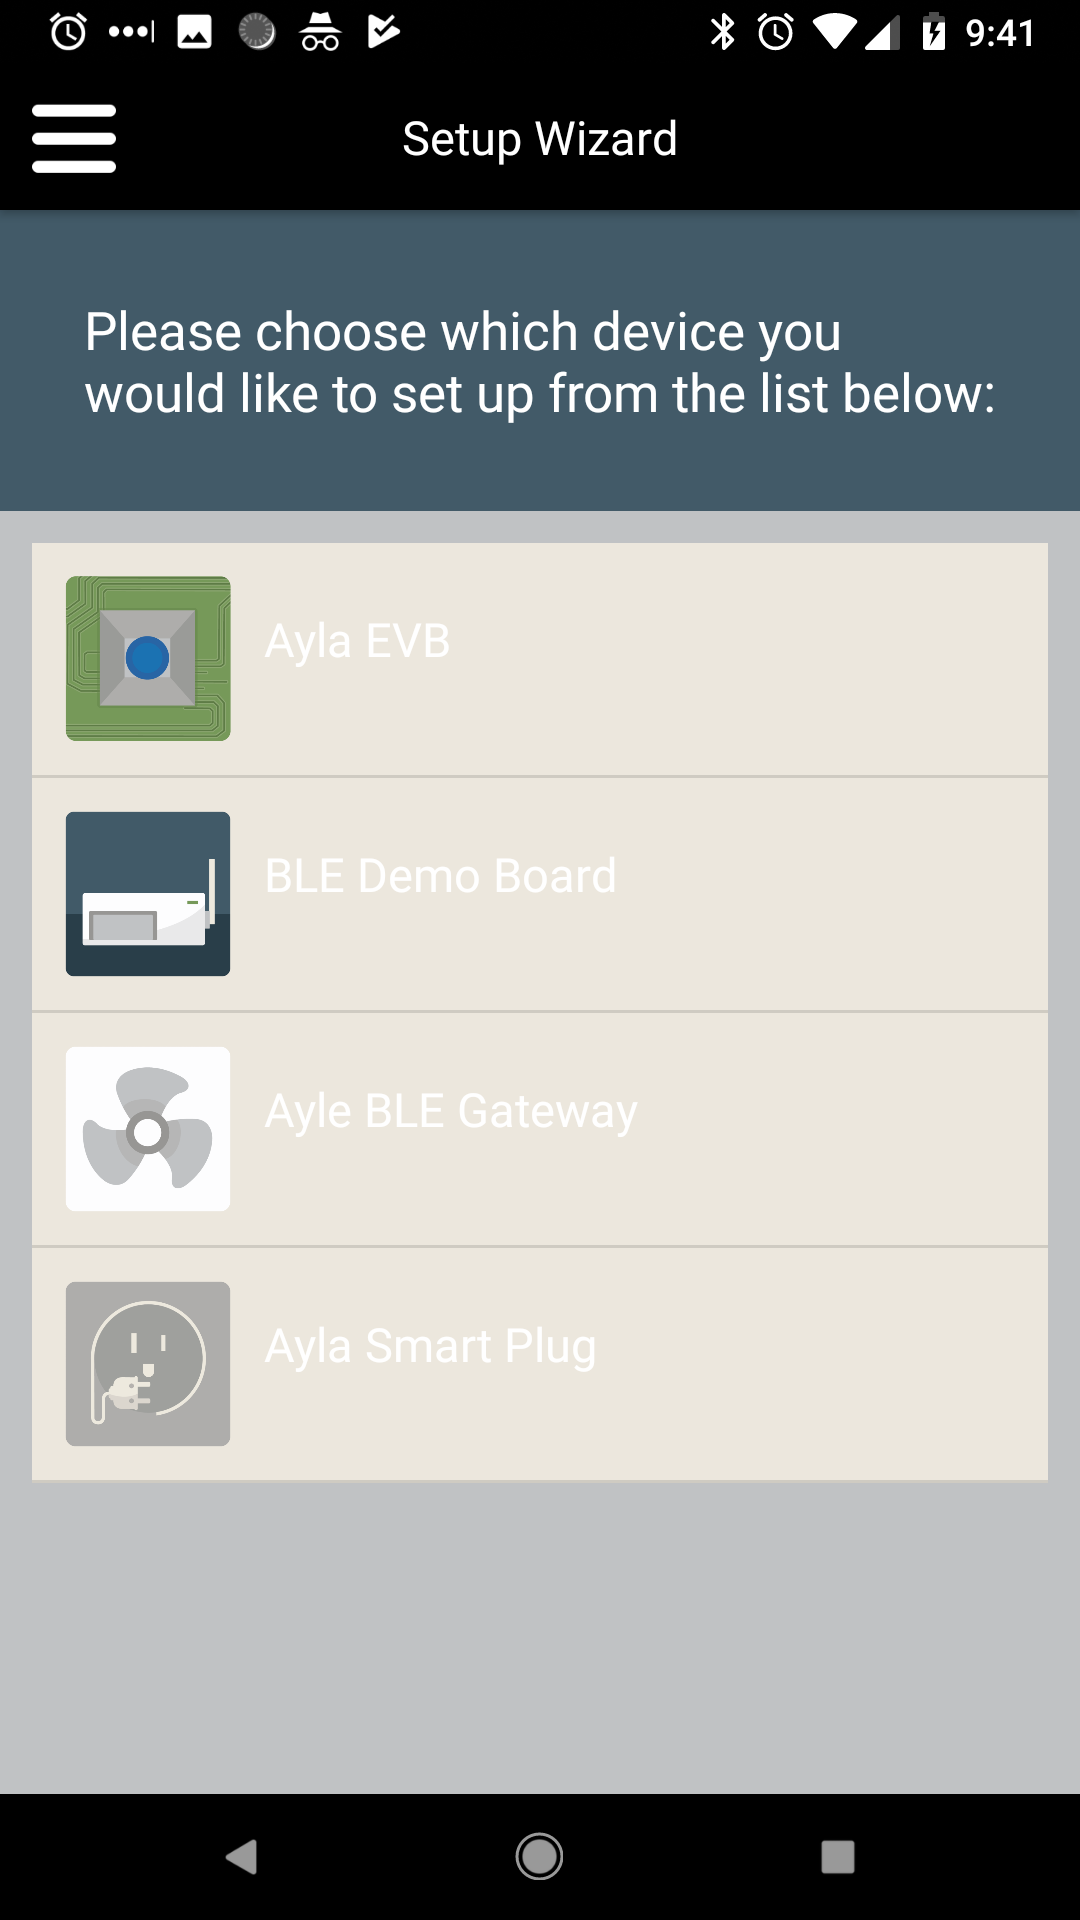 9:41
Setup Wizard
Please choose which device you
would like to set up from the list below:
Ayla EVB
BLE Demo Board
Ayle BLE Gateway
Ayla Smart Plug